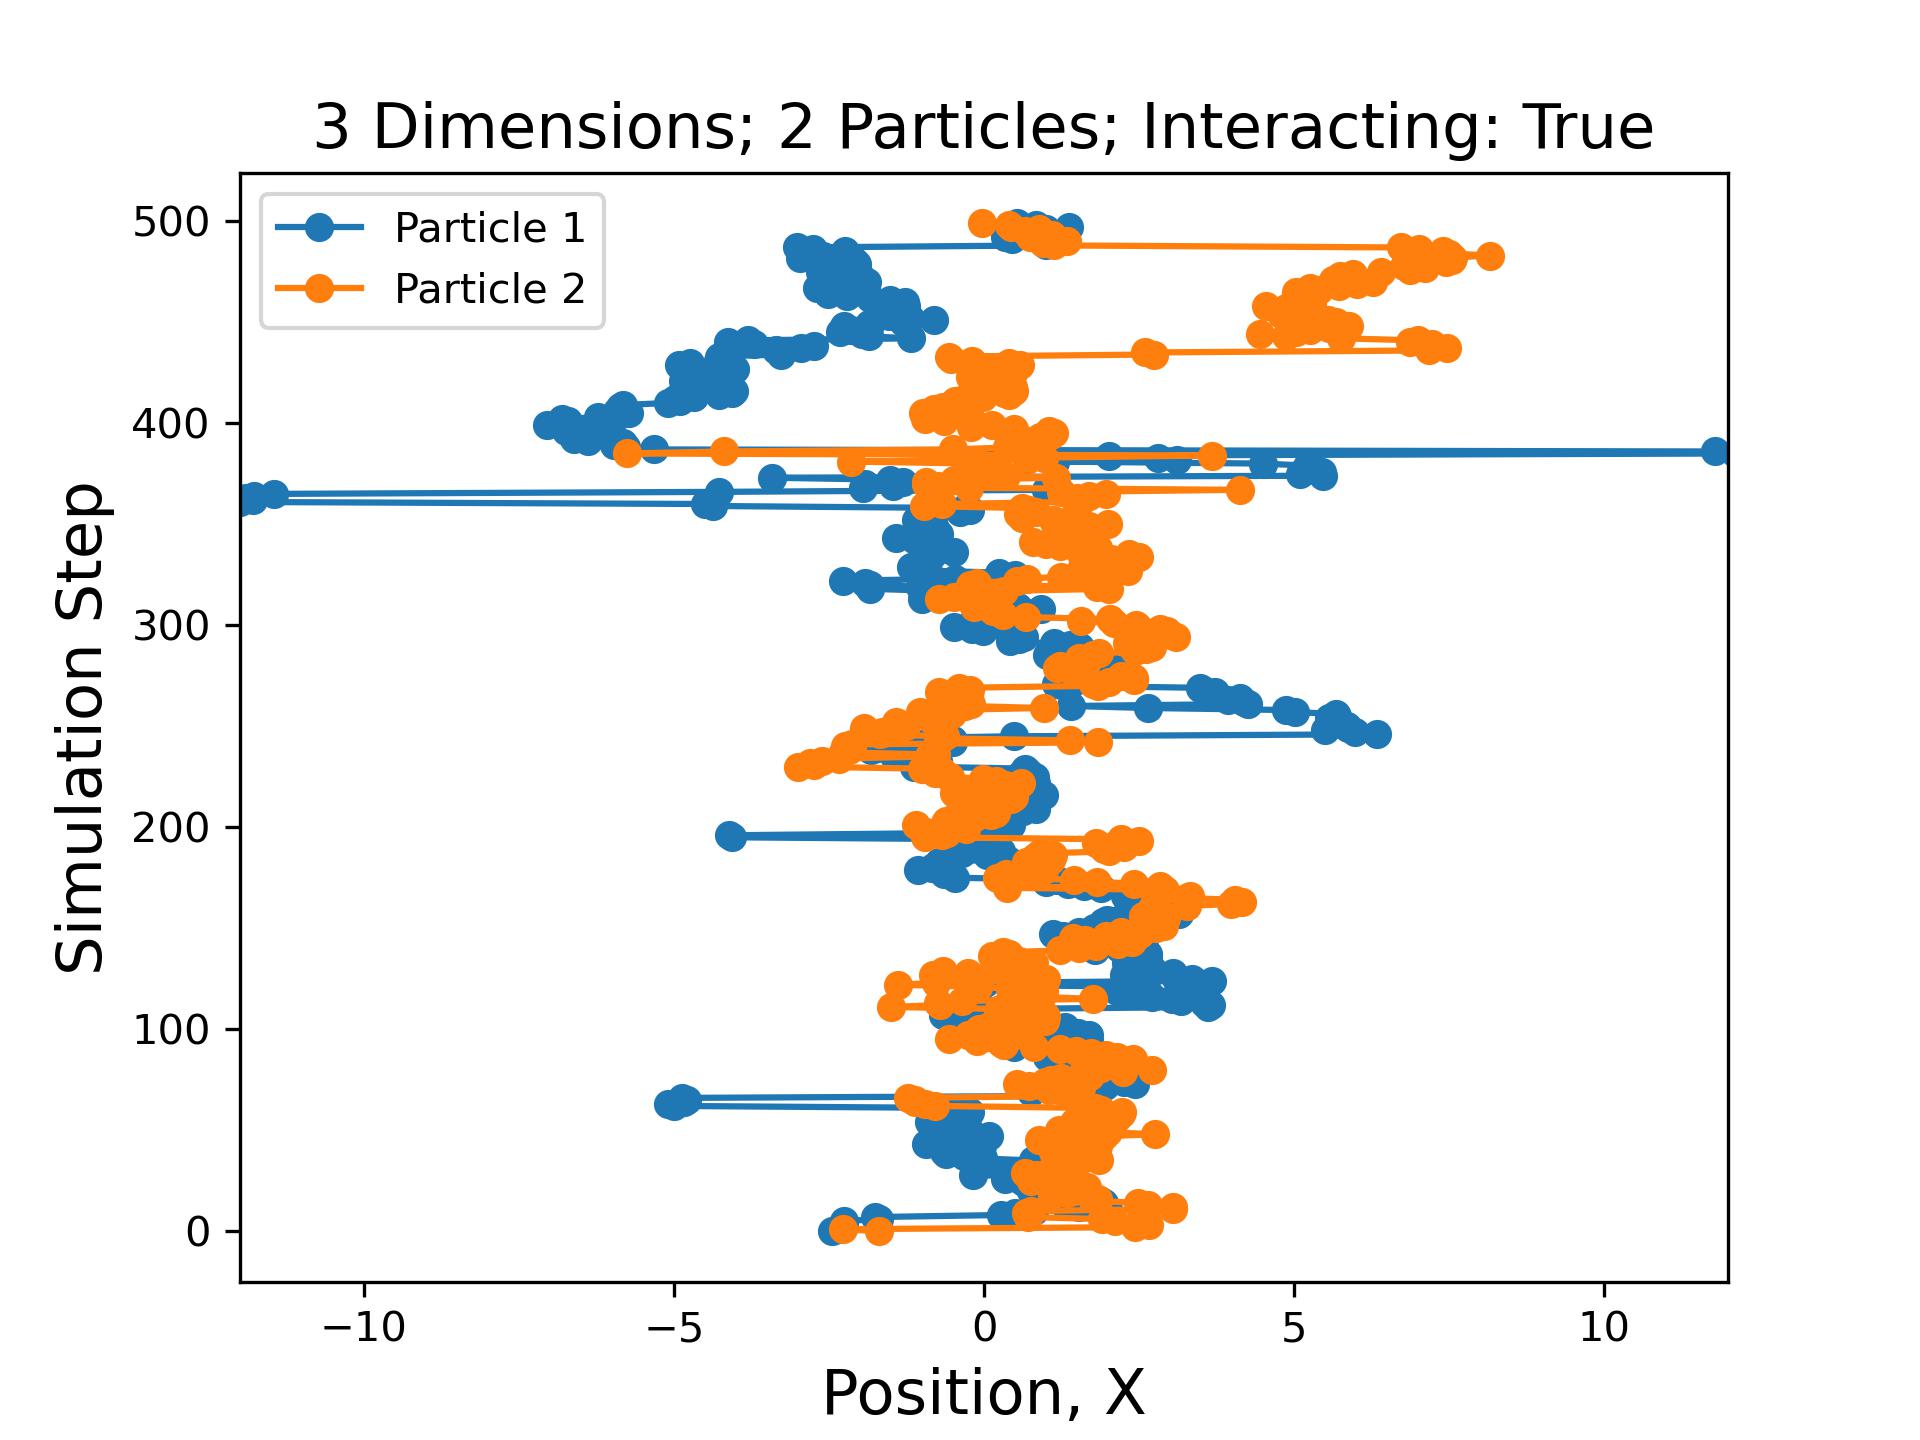 3 Dimensions; 2 Particles; Interacting: True
Particle 1
Particle 2
Simulation Step
500
400
300
200
100
0
−10
−5
0
5
10
Position, X